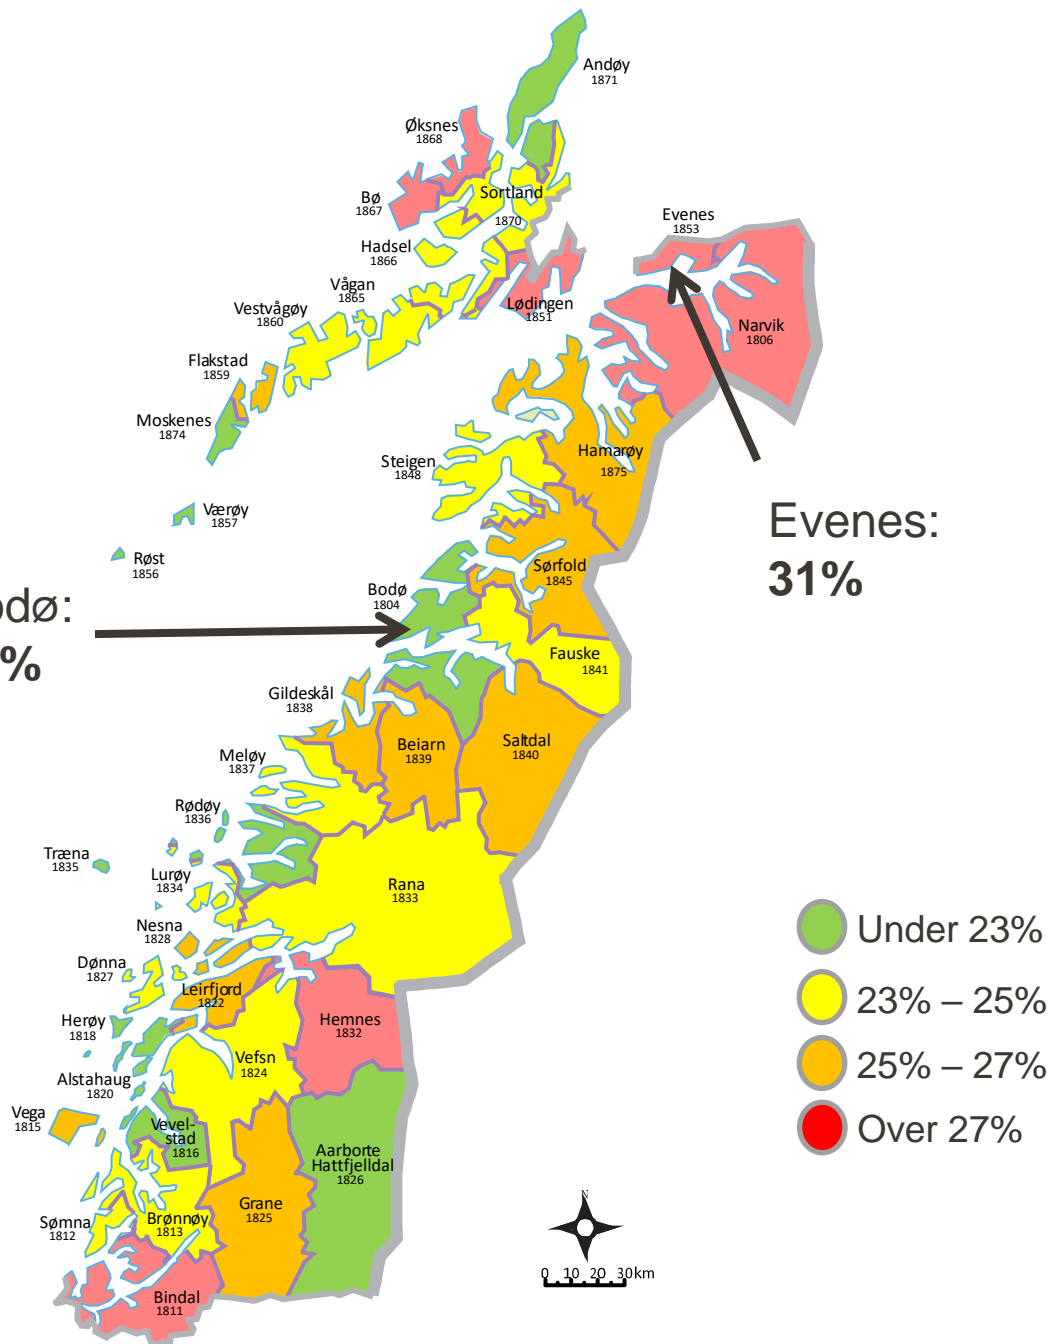 Andøy
1871
Øksnes
1868
Sortland
1870
Bø
1867
Evenes
1853
Hadsel
1866
Vågan
1865
Lødingen
1851
Vestvågøy
1860
Narvik
1806
Flakstad
1859
Moskenes
1874
Hamarøy
1875
Steigen
1848
Værøy
1857
Evenes:
31%
Røst
1856
Sørfold
1845
Bodø
1804
odø:
%
Fauske
1841
Gildeskål
1838
Beiarn
1839
Saltdal
1840
Meløy
1837
Rødøy
1836
Træna
1835
Lurøy
1834
Rana
1833
Nesna
1828
Under 23%
Dønna
1827
Leirfjord
1822
23% – 25%
Herøy
1818
Hemnes
1832
Vefsn
1824
25% – 27%
Alstahaug
1820
Vega
1815
Vevel-
stad
1816
Over 27%
Aarborte
Hattfjelldal
1826
Grane
1825
Sømna
1812
Brønnøy
1813
N
0 10 20 30km
Bindal
1811